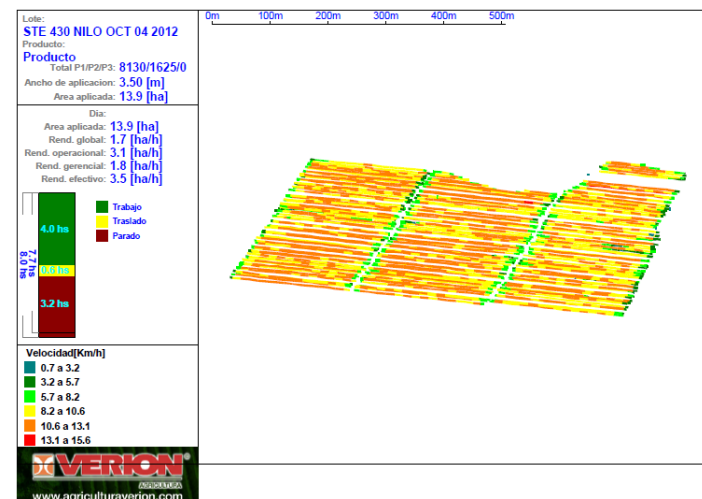 Lote:
STE 430 NILO OCT 04 2012
Producto:
Producto
Total P1/P2/P3: 8130/1625/0
Ancho de aplicacion: 3.50 [m]
Area aplicada: 13.9 [ha]
Dia:
Area aplicada: 13.9 [ha]
Rend. global: 1.7 [ha/h]
Rend. operacional: 3.1 [ha/h]
Rend. gerencial: 1.8 [ha/h]
Rend. efectivo: 3.5 [ha/h]
8.0 hs
7.7 hs
4.0 hs
0.6 hs
3.2 hs
Trabajo
Traslado
Parado
Velocidad[Km/h]
0.7 a 3.2
3.2 a 5.7
5.7 a 8.2
8.2 a 10.6
10.6 a 13.1
13.1 a 15.6
VERION®
AGRICULTURA
www.agriculturaverion.com
0m 100m 200m 300m 400m 500m